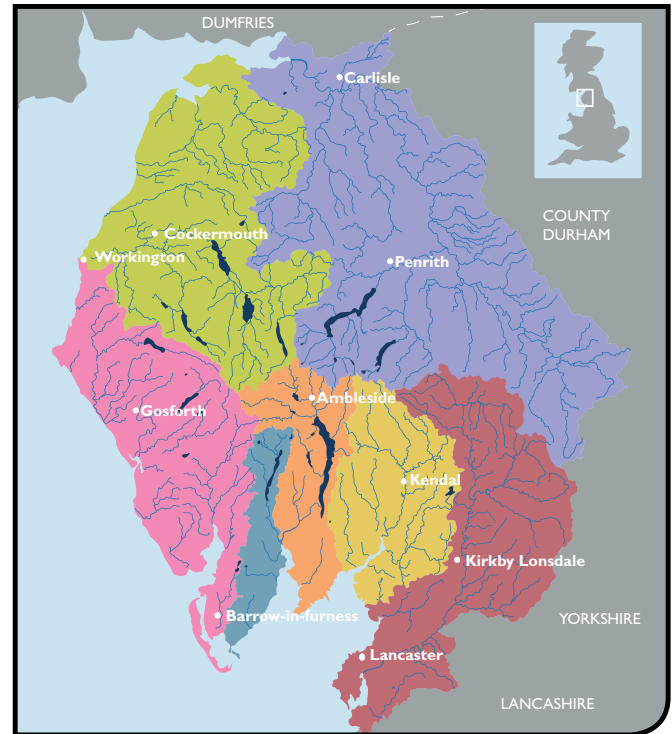 DUMFRIES
Carlisle
COUNTY
DURHAM
Cockermouth
Workington
Penrith
Ambleside
Gosforth
Kendal
Kirkby Lonsdale
Barrow-in-furness
YORKSHIRE
Lancaster
LANCASHIRE